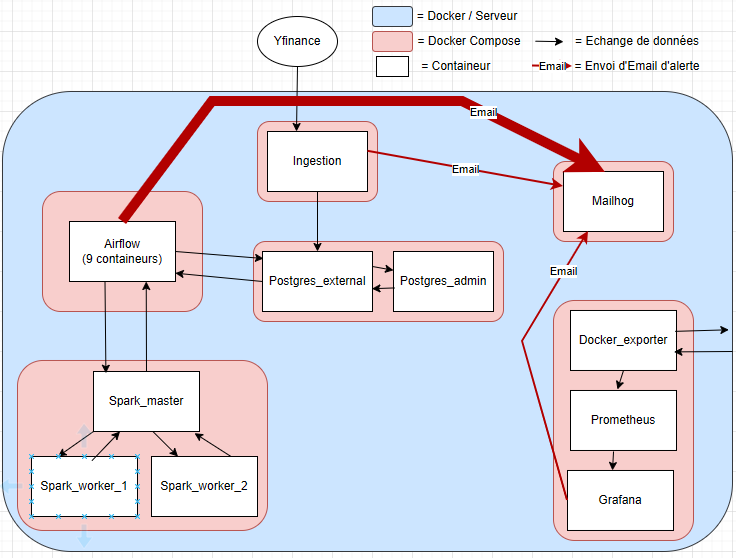 = Docker / Serveur
Yfinance
= Docker Compose
= Echange de données
= Containeur
Email
= Envoi d'Email d'alerte
Email
Ingestion
Email
Mailhog
Airflow
(9 containeurs)
Postgres_external
Postgres_admin
Email
Docker_exporter
Spark_master
Prometheus
Spark_worker_1
Spark_worker_2
Grafana